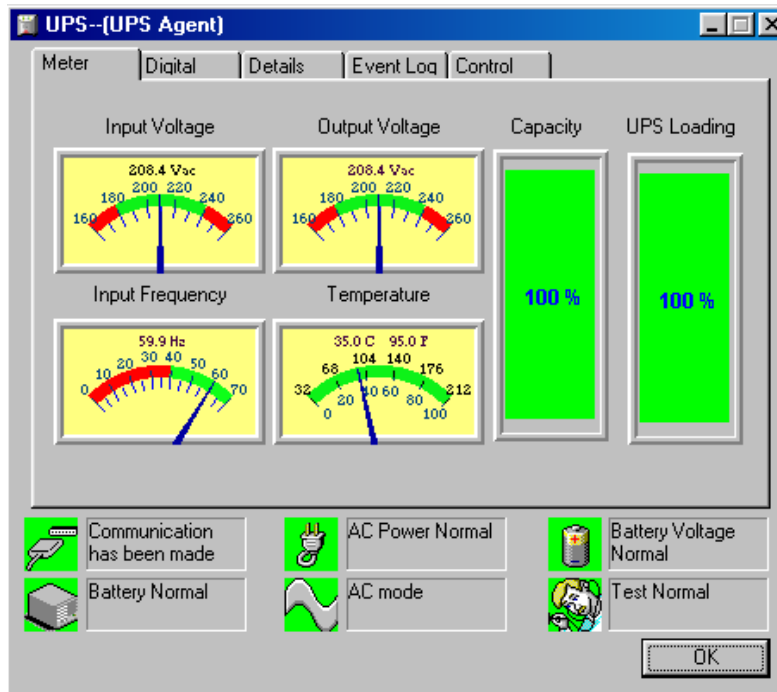 UPS--(UPS Agent)
Meter Digital Details Event Log Control
Input Voltage
208.4 Vac
160 180 200 220 240 260
Output Voltage
208.4 Vac
160 180 200 220 240 260
Capacity
100 %
UPS Loading
100 %
Input Frequency
59.9 Hz
0 10 20 30 40 50 60 70
Temperature
35.0 C 95.0 F
32 68 104 140 176 212
0 20 40 60 80 100
Communication
has been made
AC Power Normal
Battery Voltage
Normal
Battery Normal
AC mode
Test Normal
OK